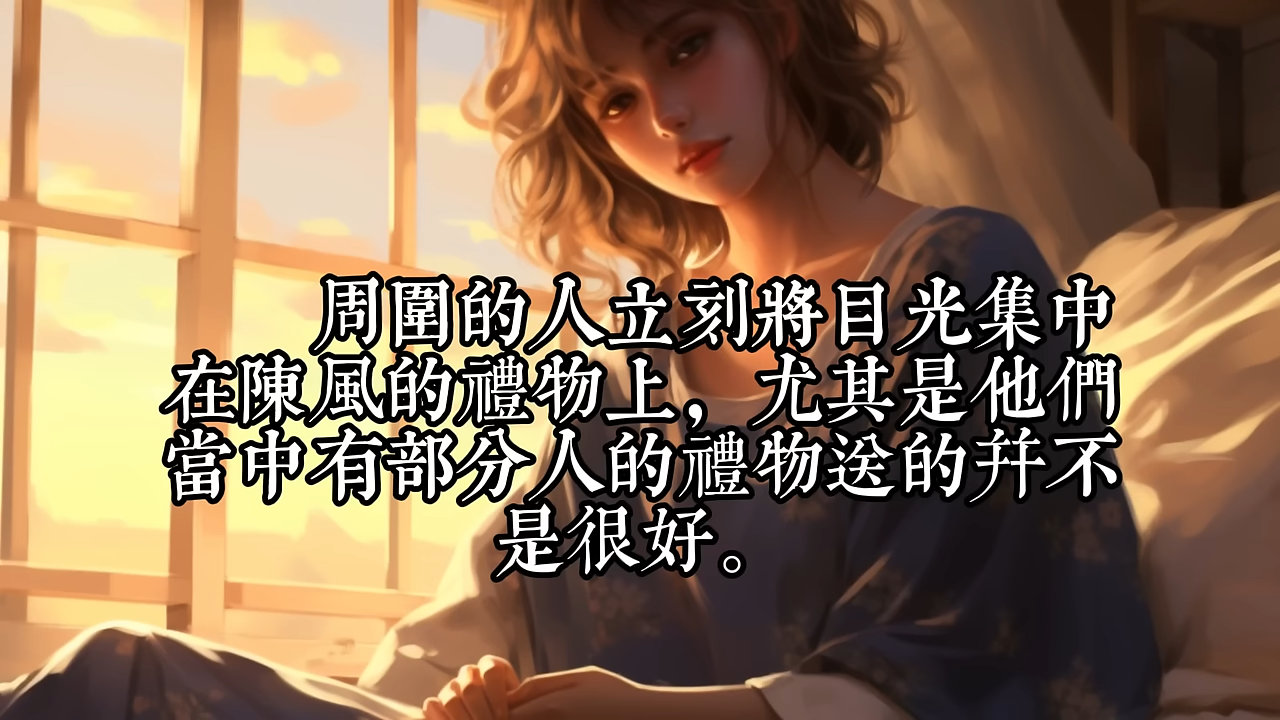 周圍的人立刻將目光集中
在陳風的禮物上，尤其是他們
當中有部分人的禮物送的并不
是很好。